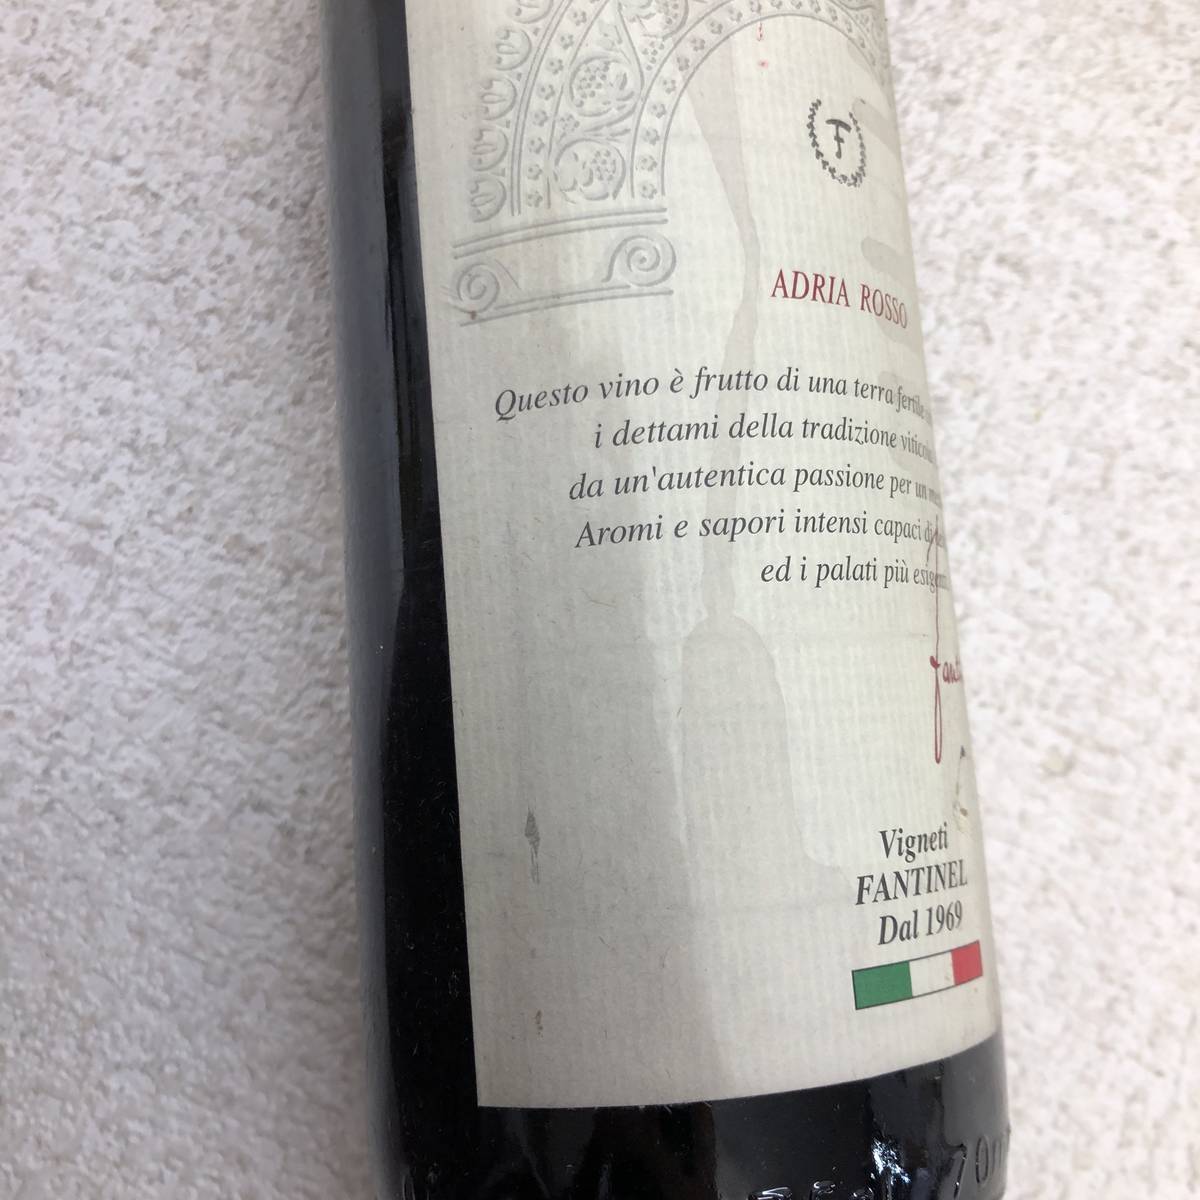 F
ADRIA ROSSO
Questo vino è frutto di una terra fertile
i dettami della tradizione
da un'autentica passione per un
Aromi e sapori intensi capaci di
ed i palati più
Vigneti
FANTINEL
Dal 1969